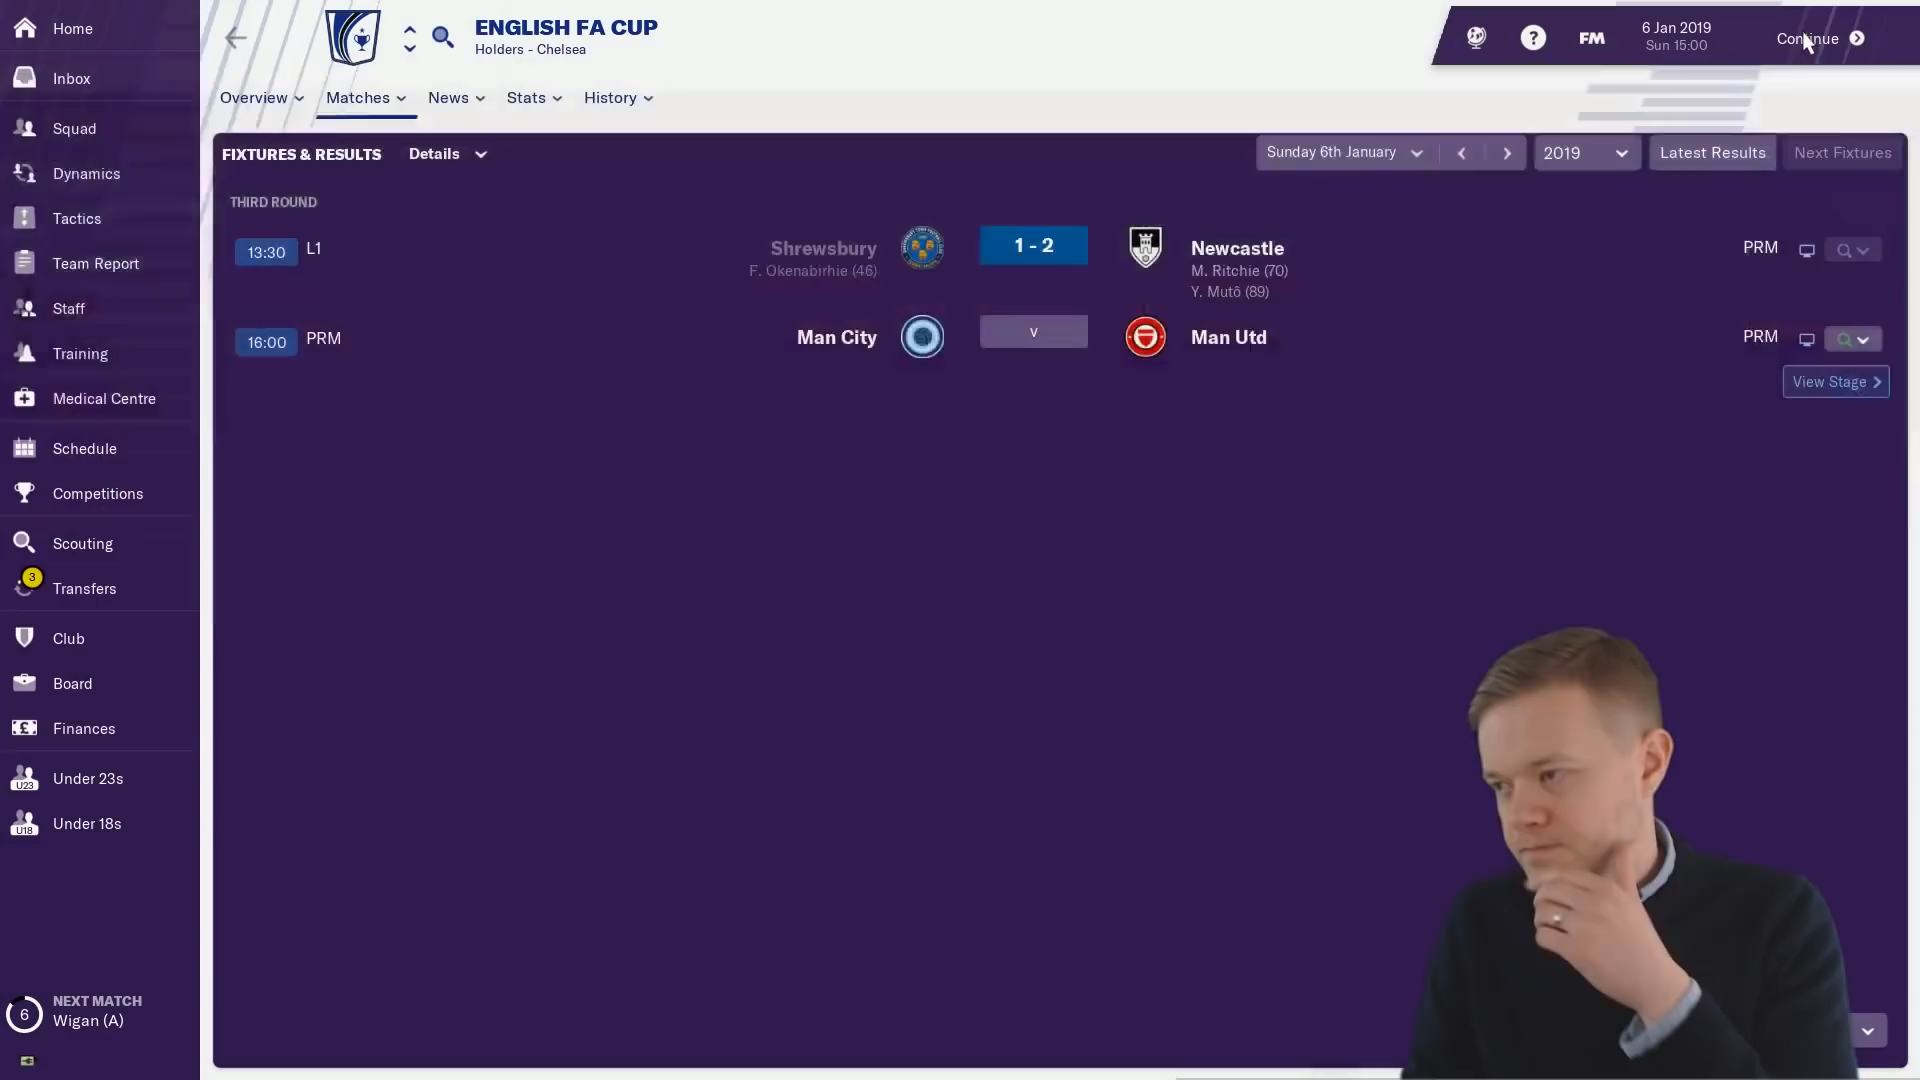 Home
Inbox
Squad
Dynamics
Tactics
Team Report
Staff
Training
Medical Centre
Schedule
Competitions
Scouting
3
Transfers
Club
Board
Finances
U23
Under 23s
U18
Under 18s
6
NEXT MATCH
Wigan (A)
ENGLISH FA CUP
Holders - Chelsea
?
FM
6 Jan 2019
Sun 15:00
Continue
Overview Matches News Stats History
FIXTURES & RESULTS Details
Sunday 6th January
2019
Latest Results
Next Fixtures
THIRD ROUND
13:30 L1 Shrewsbury 1 - 2 Newcastle PRM
F. Okenabirhie (46) M. Ritchie (70)
Y. Mutō (89)
16:00 PRM Man City v Man Utd PRM
View Stage